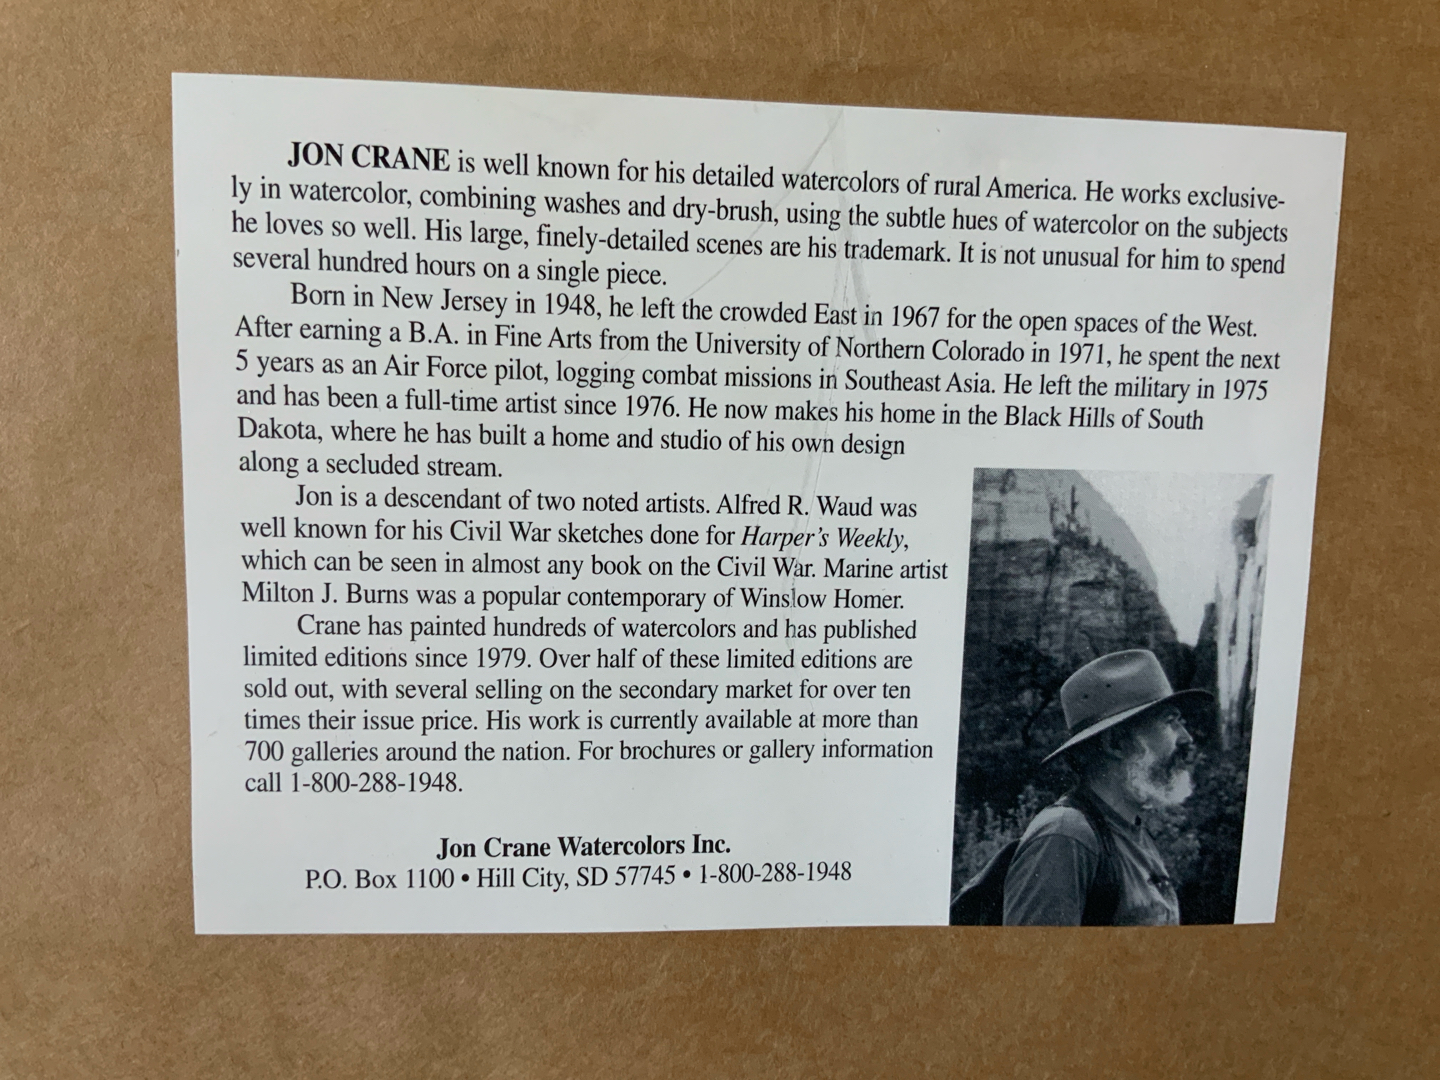 JON CRANE is well known for his detailed watercolors of rural America. He works exclusive-
ly in watercolor, combining washes and dry-brush, using the subtle hues of watercolor on the subjects
he loves so well. His large, finely-detailed scenes are his trademark. It is not unusual for him to spend
several hundred hours on a single piece.
Born in New Jersey in 1948, he left the crowded East in 1967 for the open spaces of the West.
After earning a B.A. in Fine Arts from the University of Northern Colorado in 1971, he spent the next
5 years as an Air Force pilot, logging combat missions in Southeast Asia. He left the military in 1975
and has been a full-time artist since 1976. He now makes his home in the Black Hills of South
Dakota, where he has built a home and studio of his own design
along a secluded stream.
Jon is a descendant of two noted artists. Alfred R. Waud was
well known for his Civil War sketches done for Harper's Weekly,
which can be seen in almost any book on the Civil War. Marine artist
Milton J. Burns was a popular contemporary of Winslow Homer.
Crane has painted hundreds of watercolors and has published
limited editions since 1979. Over half of these limited editions are
sold out, with several selling on the secondary market for over ten
times their issue price. His work is currently available at more than
700 galleries around the nation. For brochures or gallery information
call 1-800-288-1948.
Jon Crane Watercolors Inc.
P.O. Box 1100 • Hill City, SD 57745 • 1-800-288-1948